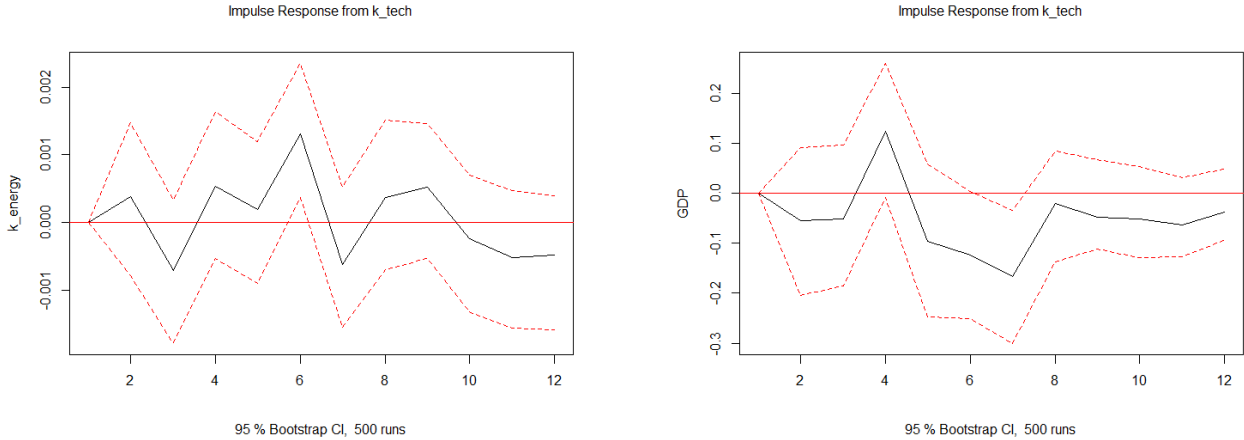 Impulse Response from k_tech
k_energy
0.002
0.001
0.000
-0.001
2 4 6 8 10 12
95 % Bootstrap CI, 500 runs
Impulse Response from k_tech
GDP
0.2
0.1
0.0
-0.1
-0.2
-0.3
2 4 6 8 10 12
95 % Bootstrap CI, 500 runs